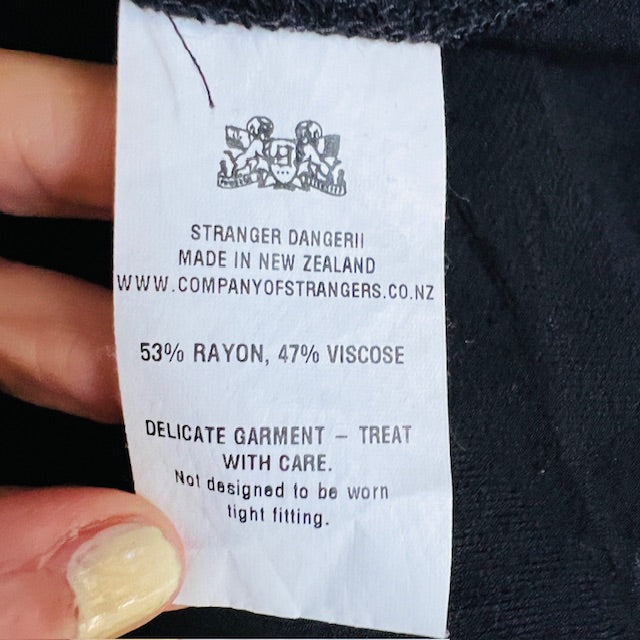 STRANGER DANGERII
MADE IN NEW ZEALAND
WWW.COMPANYOFSTRANGERS.CO.NZ
53% RAYON, 47% VISCOSE
DELICATE GARMENT – TREAT
WITH CARE.
Not designed to be worn
tight fitting.